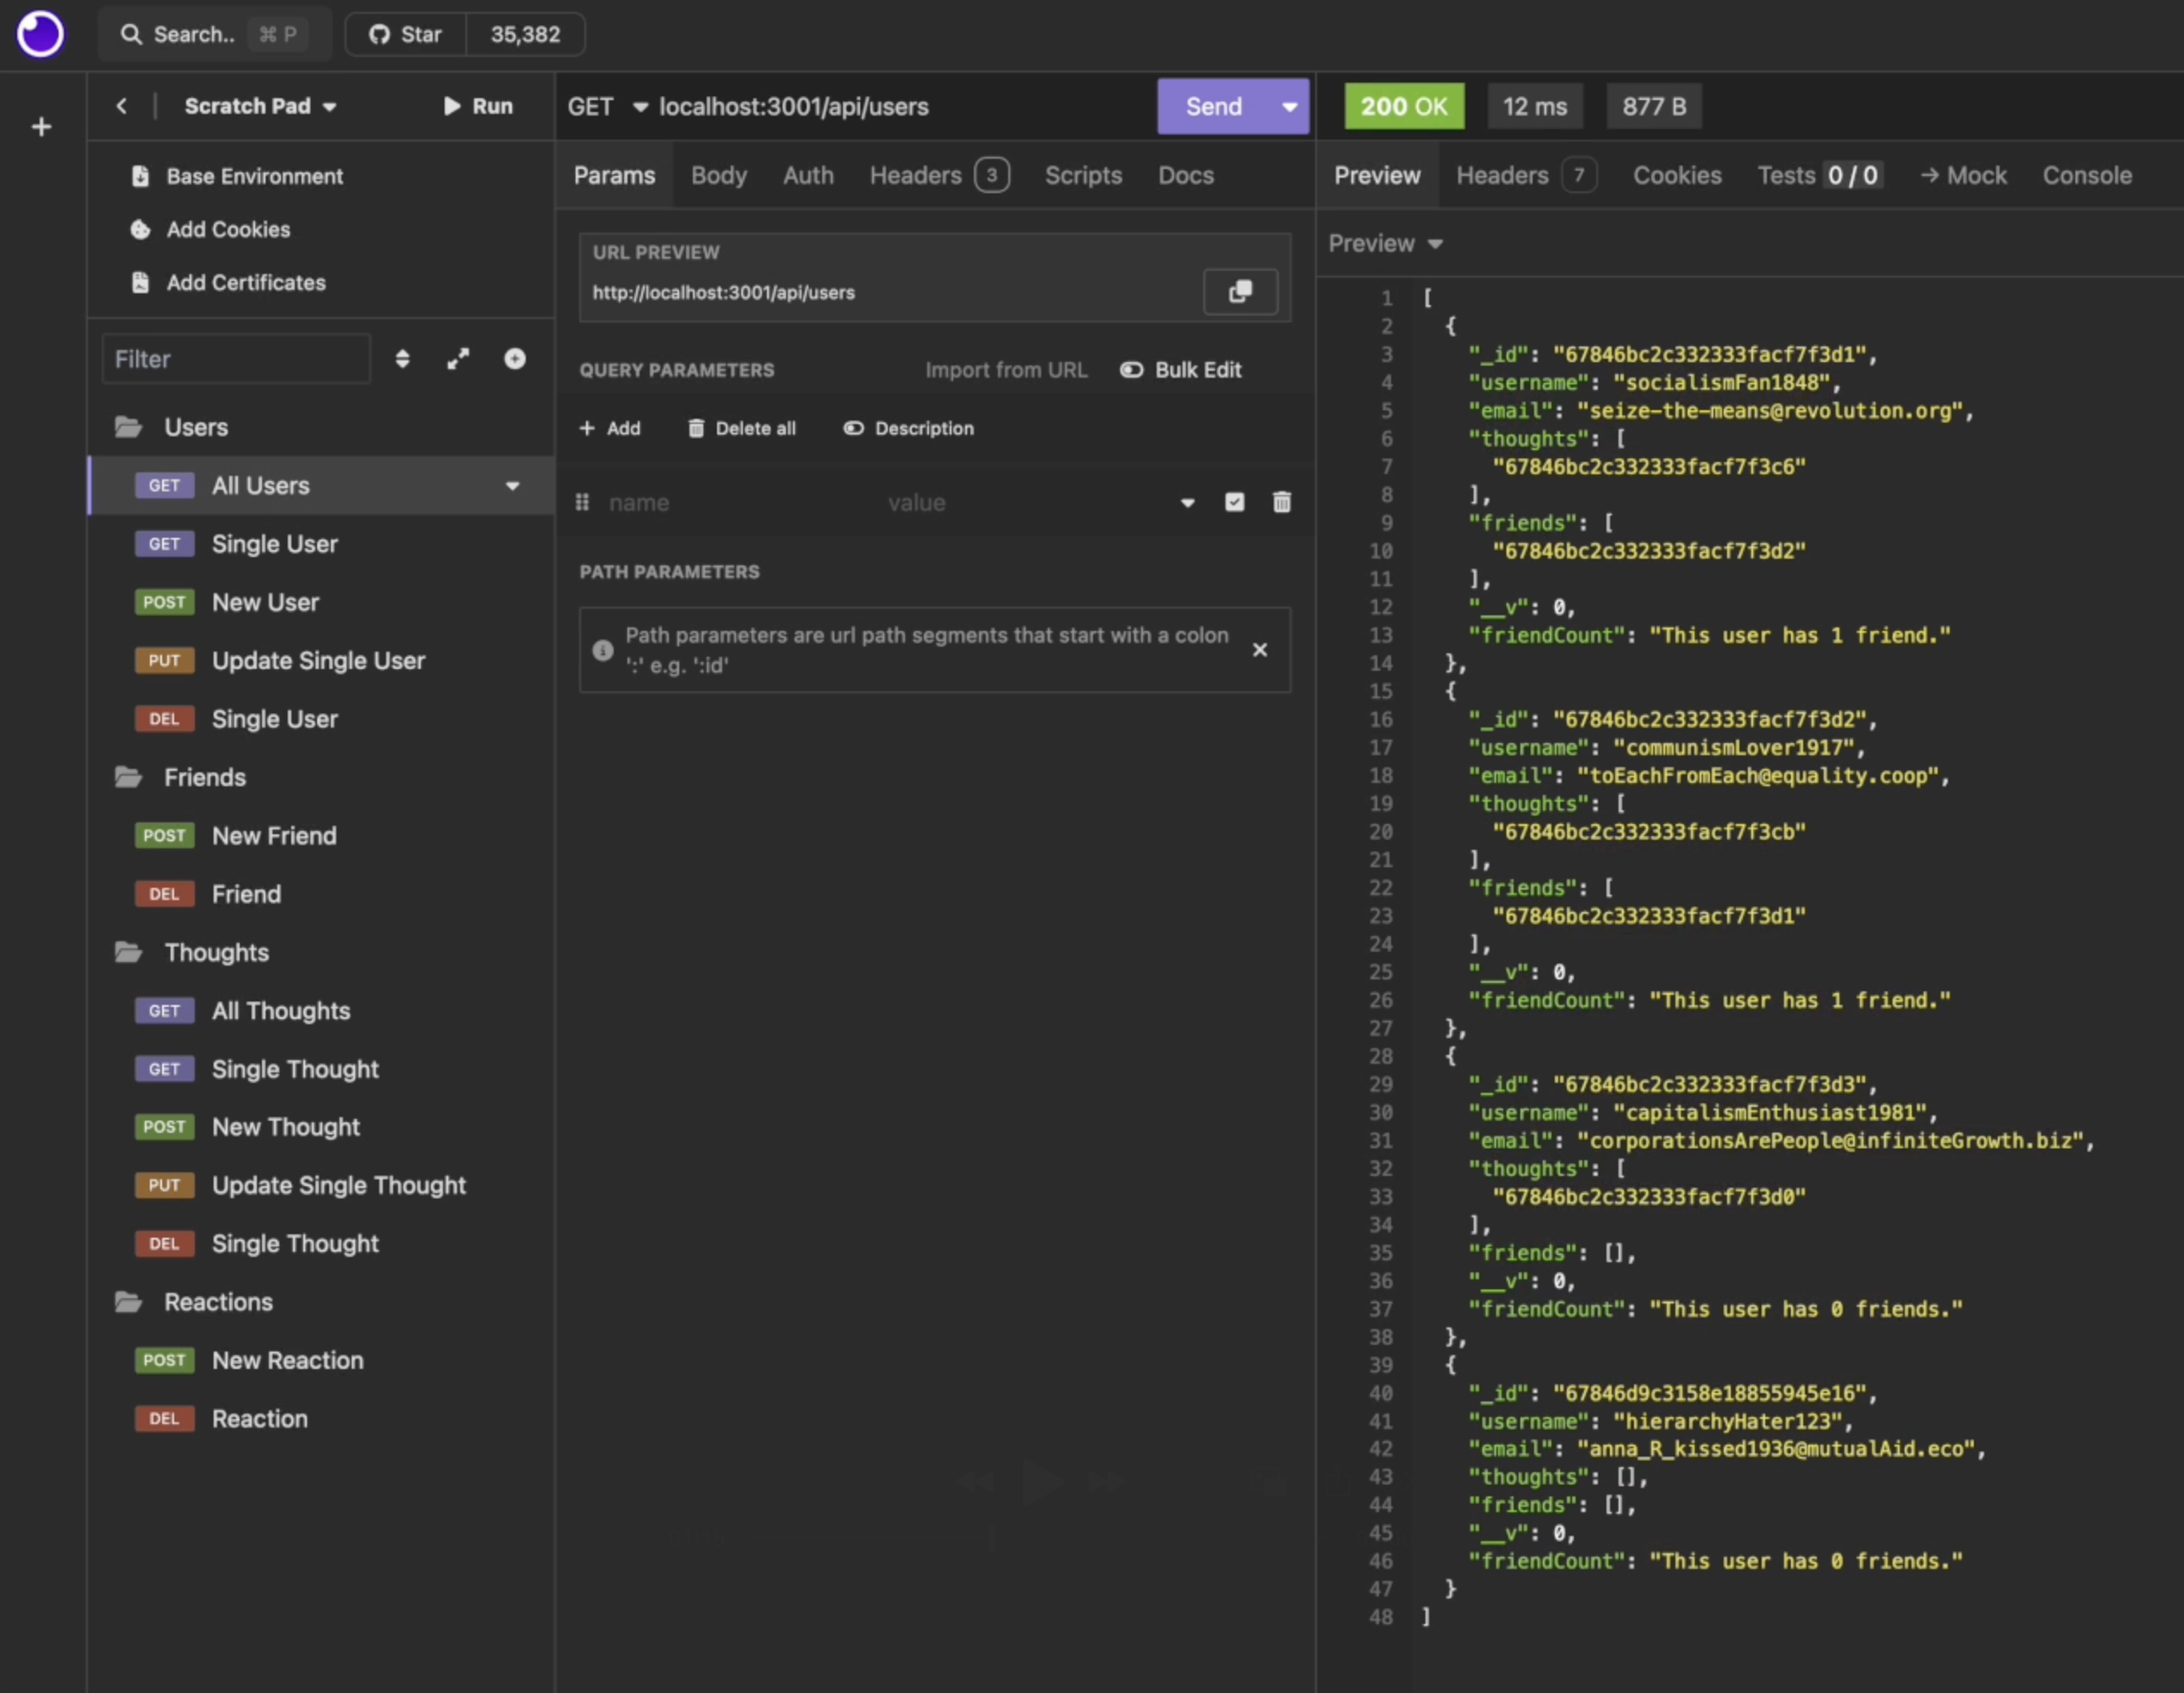 Search.. ⌘ P
Star 35,382
Scratch Pad
Run
Base Environment
Add Cookies
Add Certificates
Filter
Users
GET All Users
GET Single User
POST New User
PUT Update Single User
DEL Single User
Friends
POST New Friend
DEL Friend
Thoughts
GET All Thoughts
GET Single Thought
POST New Thought
PUT Update Single Thought
DEL Single Thought
Reactions
POST New Reaction
DEL Reaction
GET localhost:3001/api/users Send
Params Body Auth Headers 3 Scripts Docs
URL PREVIEW
http://localhost:3001/api/users
QUERY PARAMETERS Import from URL Bulk Edit
+ Add Delete all Description
name value
PATH PARAMETERS
Path parameters are url path segments that start with a colon
':' e.g. ':id'
200 OK 12 ms 877 B
Preview Headers 7 Cookies Tests 0 / 0 → Mock Console
Preview
1 [
2 {
3 "_id": "67846bc2c332333facf7f3d1",
4 "username": "socialismFan1848",
5 "email": "seize-the-means@revolution.org",
6 "thoughts": [
7 "67846bc2c332333facf7f3c6"
8 ],
9 "friends": [
10 "67846bc2c332333facf7f3d2"
11 ],
12 "__v": 0,
13 "friendCount": "This user has 1 friend."
14 },
15 {
16 "_id": "67846bc2c332333facf7f3d2",
17 "username": "communismLover1917",
18 "email": "toEachFromEach@equality.coop",
19 "thoughts": [
20 "67846bc2c332333facf7f3cb"
21 ],
22 "friends": [
23 "67846bc2c332333facf7f3d1"
24 ],
25 "__v": 0,
26 "friendCount": "This user has 1 friend."
27 },
28 {
29 "_id": "67846bc2c332333facf7f3d3",
30 "username": "capitalismEnthusiast1981",
31 "email": "corporationsArePeople@infiniteGrowth.biz",
32 "thoughts": [
33 "67846bc2c332333facf7f3d0"
34 ],
35 "friends": [],
36 "__v": 0,
37 "friendCount": "This user has 0 friends."
38 },
39 {
40 "_id": "67846d9c3158e18855945e16",
41 "username": "hierarchyHater123",
42 "email": "anna_R_kissed1936@mutualAid.eco",
43 "thoughts": [],
44 "friends": [],
45 "__v": 0,
46 "friendCount": "This user has 0 friends."
47 }
48 ]